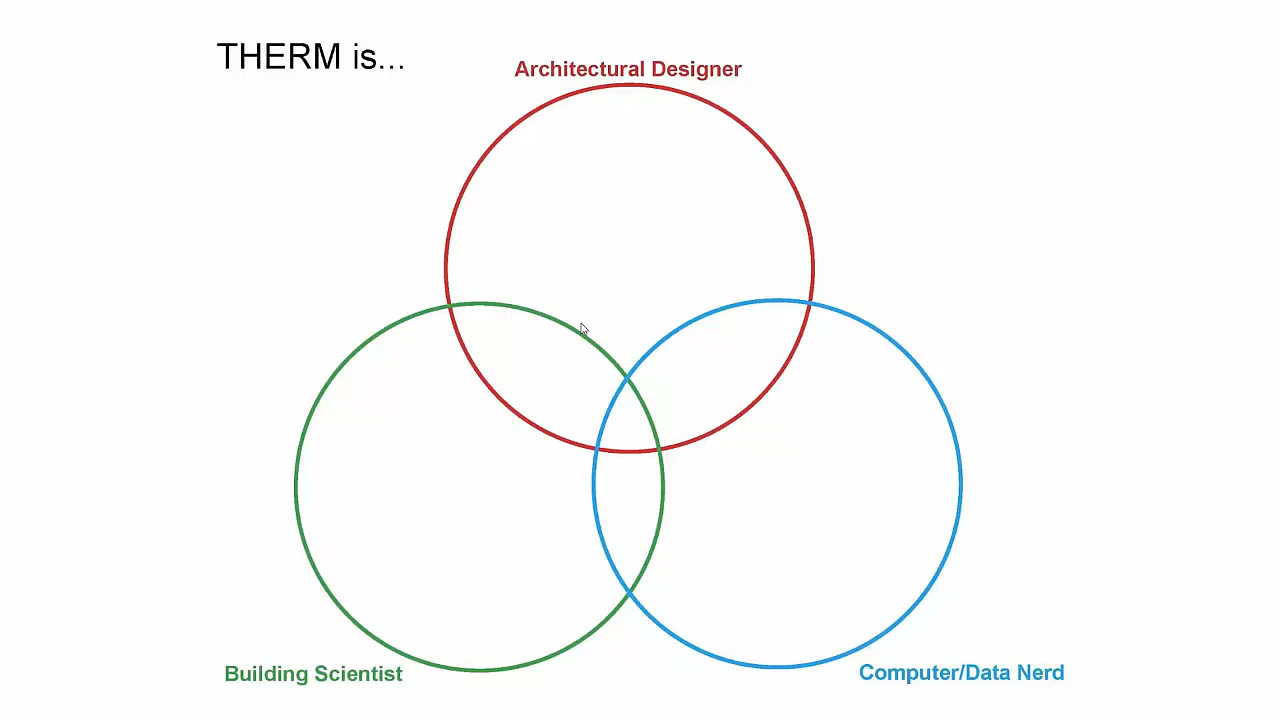 THERM is...
Architectural Designer
Building Scientist
Computer/Data Nerd